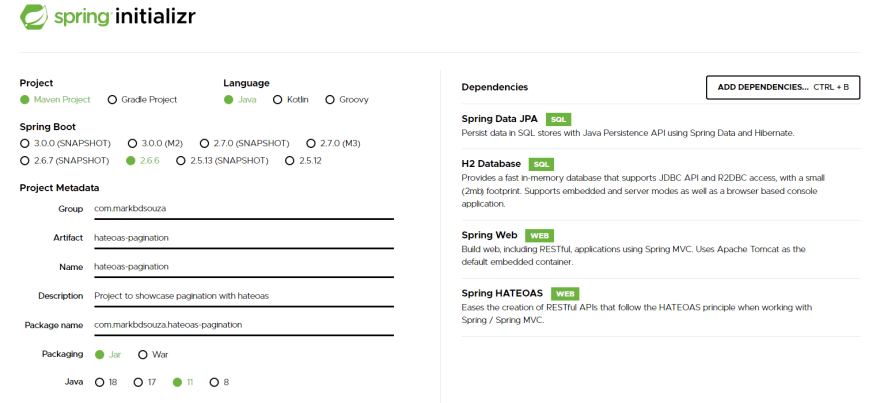 spring initializr
Project
Language
Maven Project Gradle Project
Java Kotlin Groovy
Spring Boot
3.0.0 (SNAPSHOT) 3.0.0 (M2) 2.7.0 (SNAPSHOT) 2.7.0 (M3)
2.6.7 (SNAPSHOT) 2.6.6 2.5.13 (SNAPSHOT) 2.5.12
Project Metadata
Group com.markbdsouza
Artifact hateoas-pagination
Name hateoas-pagination
Description Project to showcase pagination with hateoas
Package name com.markbdsouza.hateoas-pagination
Packaging Jar War
Java 18 17 11 8
Dependencies
ADD DEPENDENCIES... CTRL + B
Spring Data JPA SQL
Persist data in SQL stores with Java Persistence API using Spring Data and Hibernate.
H2 Database SQL
Provides a fast in-memory database that supports JDBC API and R2DBC access, with a small
(2mb) footprint. Supports embedded and server modes as well as a browser based console
application.
Spring Web WEB
Build web, including RESTful, applications using Spring MVC. Uses Apache Tomcat as the
default embedded container.
Spring HATEOAS WEB
Eases the creation of RESTful APIs that follow the HATEOAS principle when working with
Spring / Spring MVC.